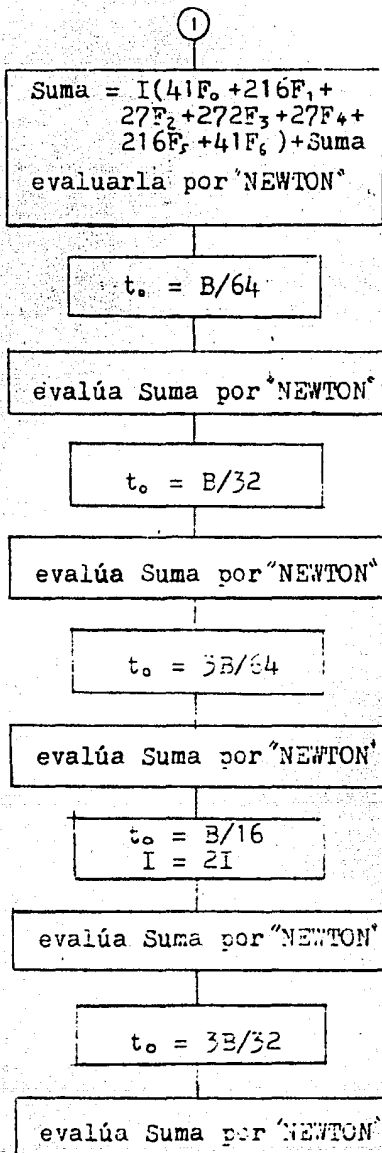 1
Suma = I(41F₀ +216F₁+
27F₂+272F₃+27F₄+
216F₅+41F₆ )+Suma
evaluarla por "NEWTON"
t₀ = B/64
evalúa Suma por "NEWTON"
t₀ = B/32
evalúa Suma por "NEWTON"
t₀ = 3B/64
evalúa Suma por "NEWTON"
t₀ = B/16
I = 2I
evalúa Suma por "NEWTON"
t₀ = 3B/32
evalúa Suma por "NEWTON"